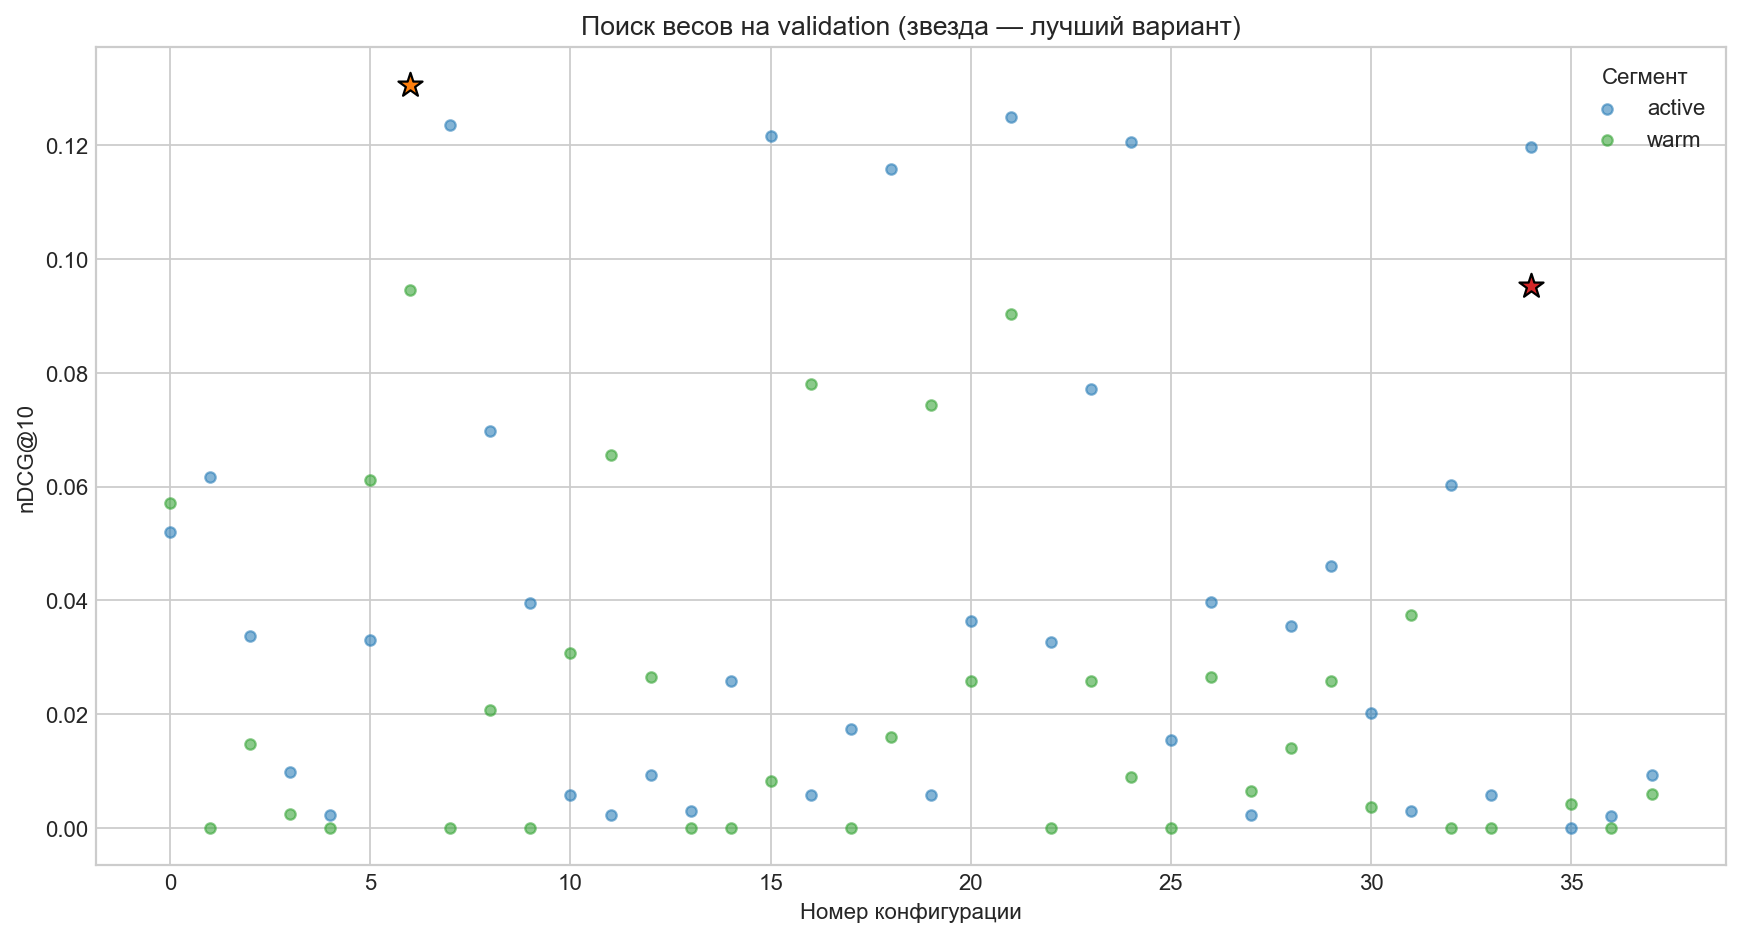 Поиск весов на validation (звезда — лучший вариант)
Сегмент
active
warm
nDCG@10
0.12
0.10
0.08
0.06
0.04
0.02
0.00
0 5 10 15 20 25 30 35
Номер конфигурации